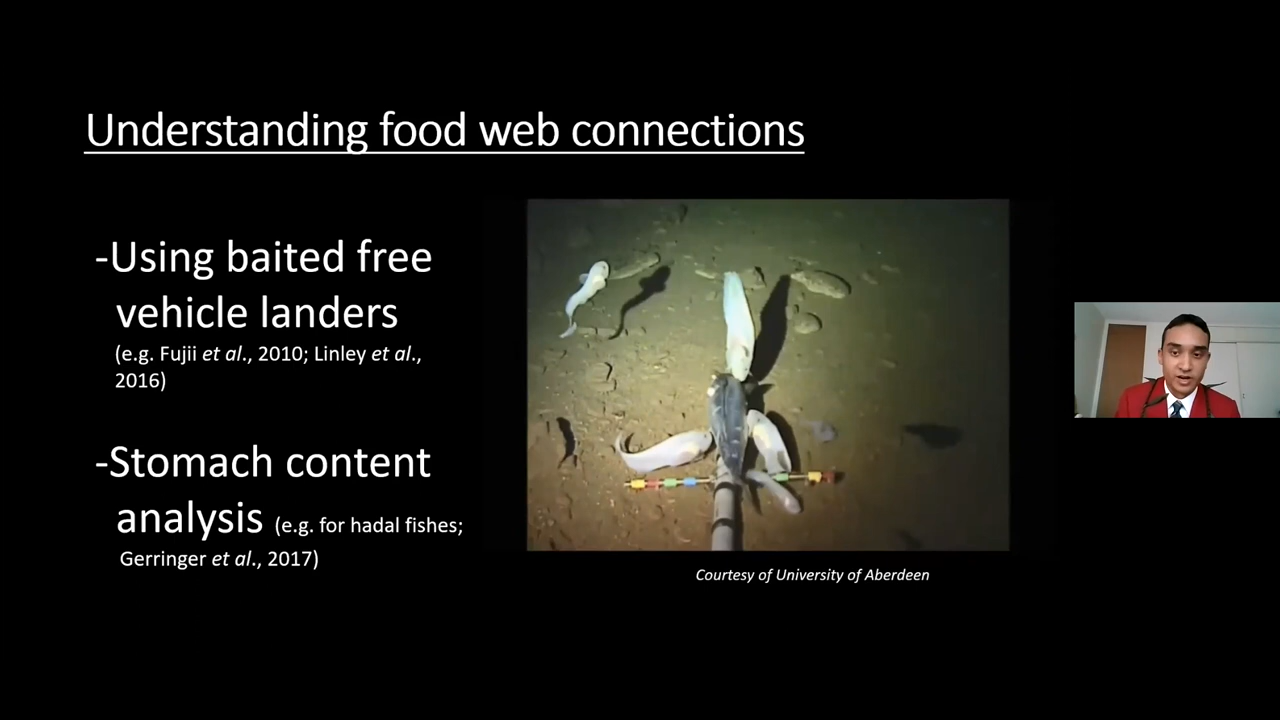 Understanding food web connections
-Using baited free
vehicle landers
(e.g. Fujii et al., 2010; Linley et al.,
2016)
-Stomach content
analysis (e.g. for hadal fishes;
Gerringer et al., 2017)
Courtesy of University of Aberdeen